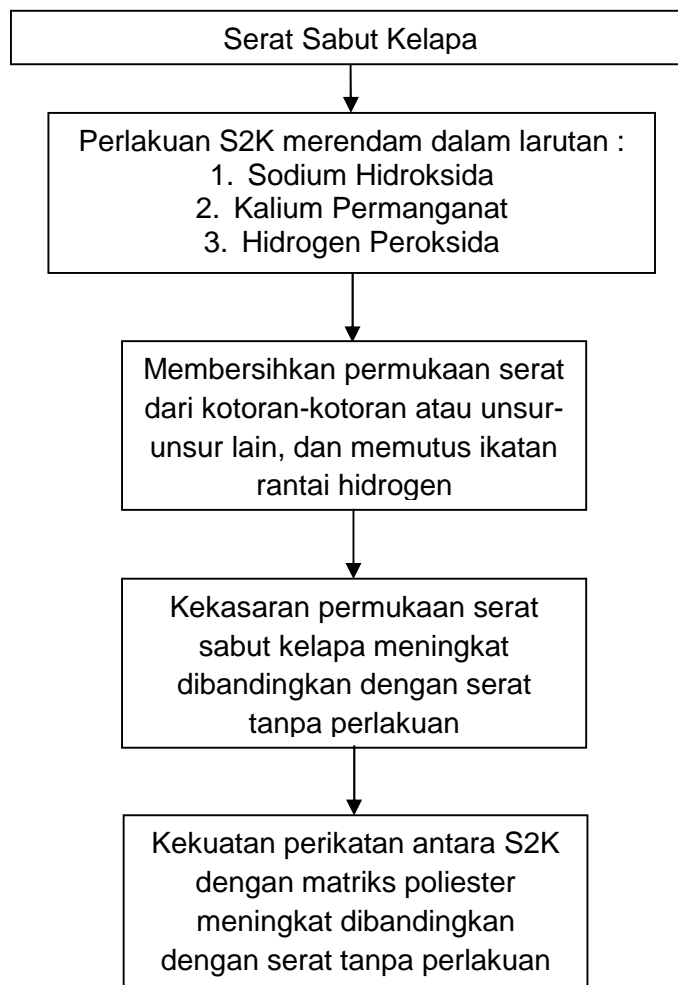 Serat Sabut Kelapa
Perlakuan S2K merendam dalam larutan :
1. Sodium Hidroksida
2. Kalium Permanganat
3. Hidrogen Peroksida
Membersihkan permukaan serat
dari kotoran-kotoran atau unsur-
unsur lain, dan memutus ikatan
rantai hidrogen
Kekasaran permukaan serat
sabut kelapa meningkat
dibandingkan dengan serat
tanpa perlakuan
Kekuatan perikatan antara S2K
dengan matriks poliester
meningkat dibandingkan
dengan serat tanpa perlakuan